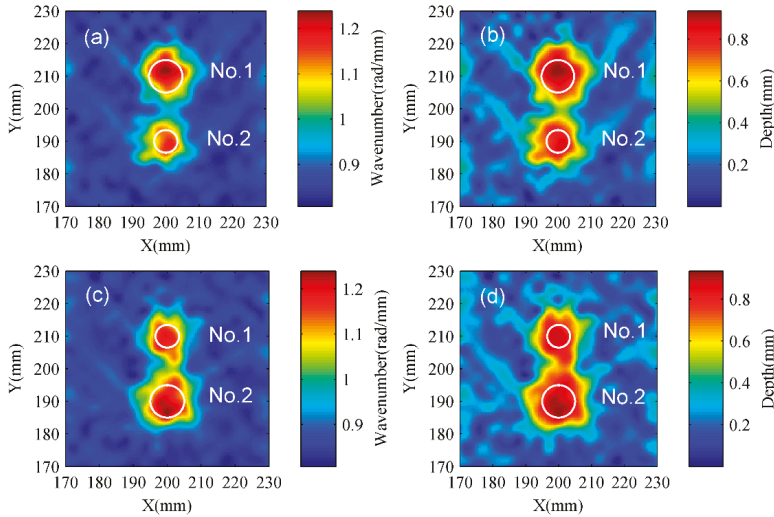 (a)
No.1
No.2
230
220
210
200
190
180
170
Y(mm)
170 180 190 200 210 220 230
X(mm)
1.2
1.1
1
0.9
Wavenumber(rad/mm)
(b)
No.1
No.2
230
220
210
200
190
180
170
Y(mm)
170 180 190 200 210 220 230
X(mm)
0.8
0.6
0.4
0.2
Depth(mm)
(c)
No.1
No.2
230
220
210
200
190
180
170
Y(mm)
170 180 190 200 210 220 230
X(mm)
1.2
1.1
1
0.9
Wavenumber(rad/mm)
(d)
No.1
No.2
230
220
210
200
190
180
170
Y(mm)
170 180 190 200 210 220 230
X(mm)
0.8
0.6
0.4
0.2
Depth(mm)